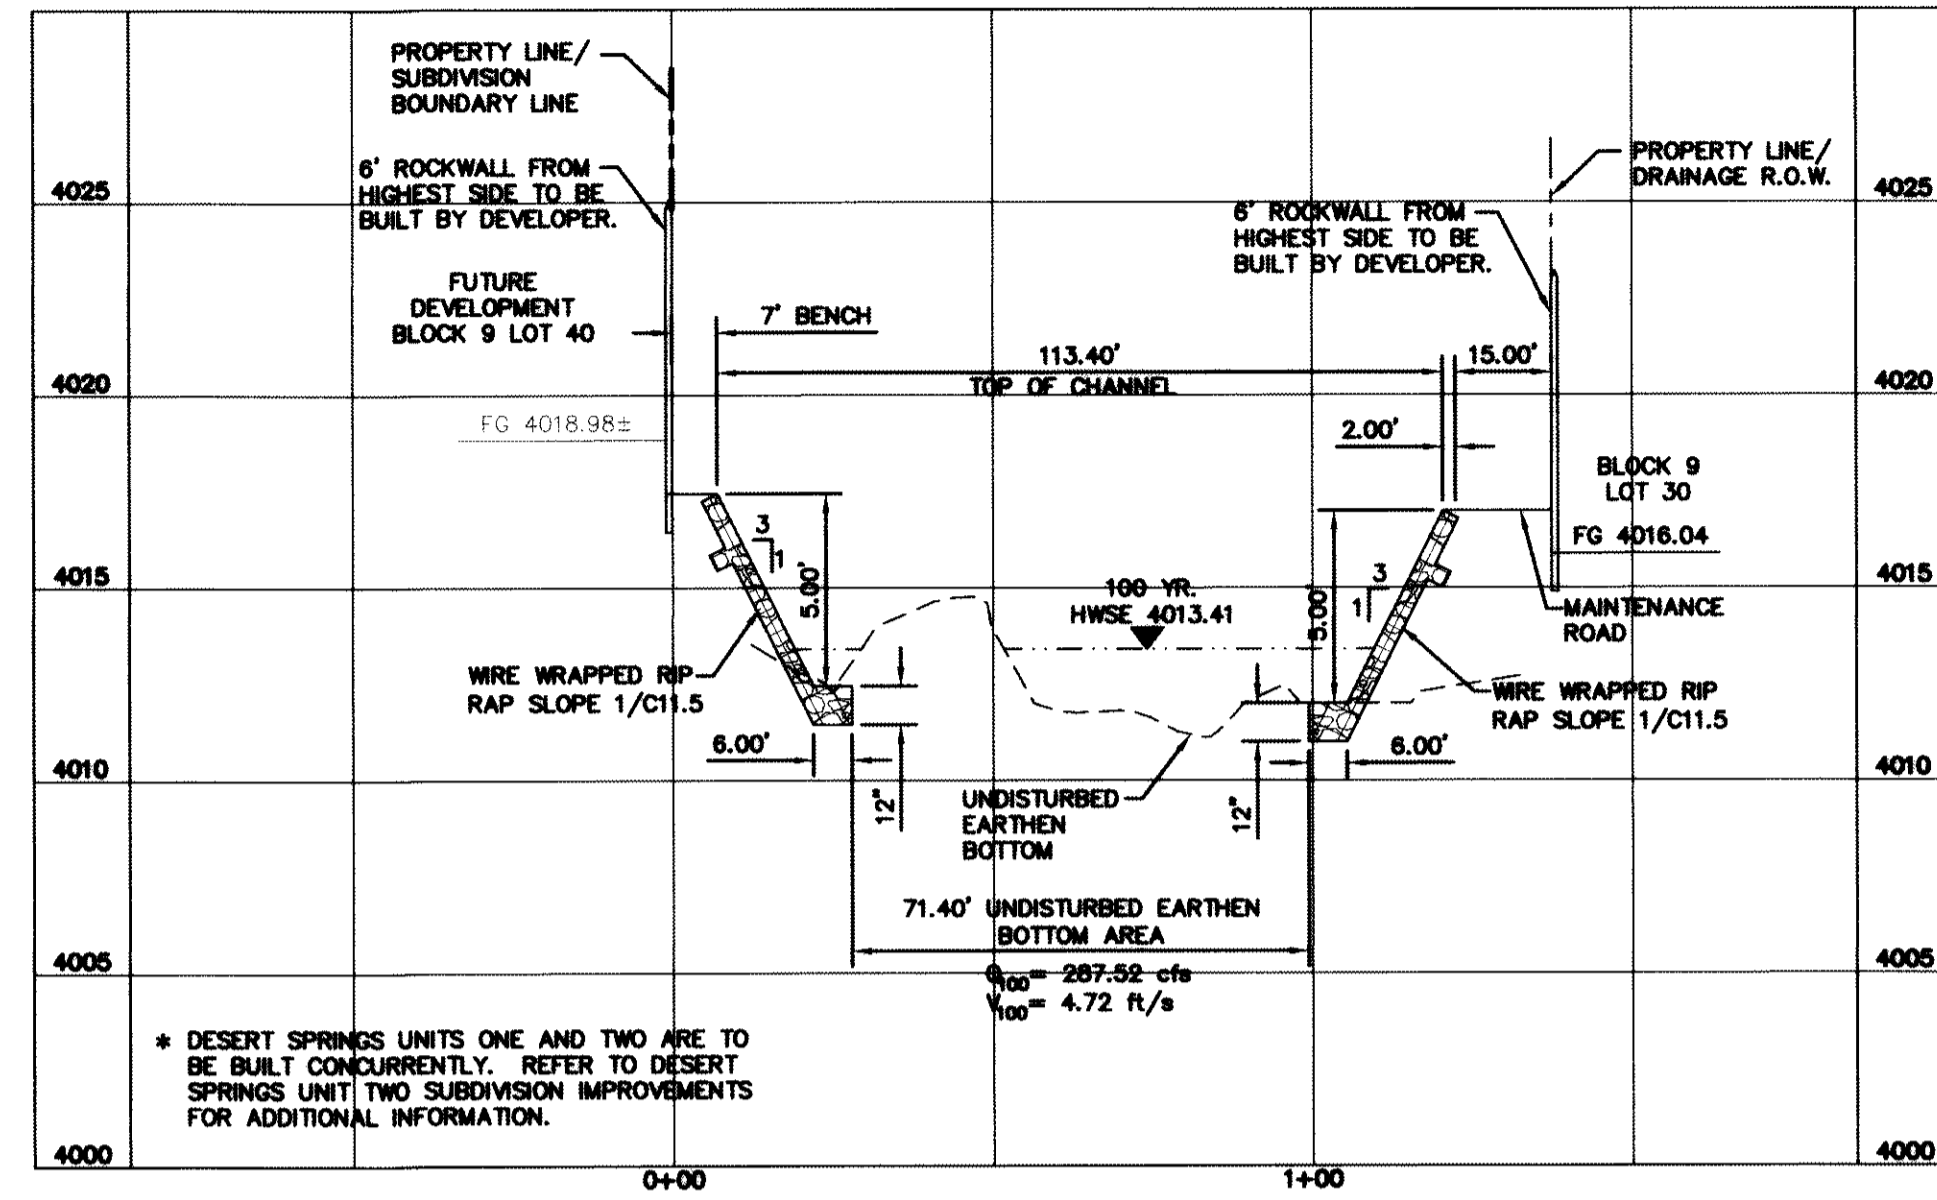 PROPERTY LINE/
SUBDIVISION
BOUNDARY LINE
6' ROCKWALL FROM
HIGHEST SIDE TO BE
BUILT BY DEVELOPER.
PROPERTY LINE/
DRAINAGE R.O.W.
4025
4025
6' ROCKWALL FROM
HIGHEST SIDE TO BE
BUILT BY DEVELOPER.
FUTURE
DEVELOPMENT
BLOCK 9 LOT 40
7' BENCH
113.40'
TOP OF CHANNEL
15.00'
4020
4020
FG 4018.98±
2.00'
BLOCK 9
LOT 30
FG 4016.04
3
1
5.00'
4015
4015
100 YR.
HWSE 4013.41
5.00'
3
1
MAINTENANCE
ROAD
WIRE WRAPPED RIP
RAP SLOPE 1/C11.5
WIRE WRAPPED RIP
RAP SLOPE 1/C11.5
6.00'
12"
6.00'
12"
4010
4010
UNDISTURBED
EARTHEN
BOTTOM
71.40' UNDISTURBED EARTHEN
BOTTOM AREA
4005
4005
Q100= 287.52 cfs
V100= 4.72 ft/s
* DESERT SPRINGS UNITS ONE AND TWO ARE TO
BE BUILT CONCURRENTLY. REFER TO DESERT
SPRINGS UNIT TWO SUBDIVISION IMPROVEMENTS
FOR ADDITIONAL INFORMATION.
4000
4000
0+00
1+00